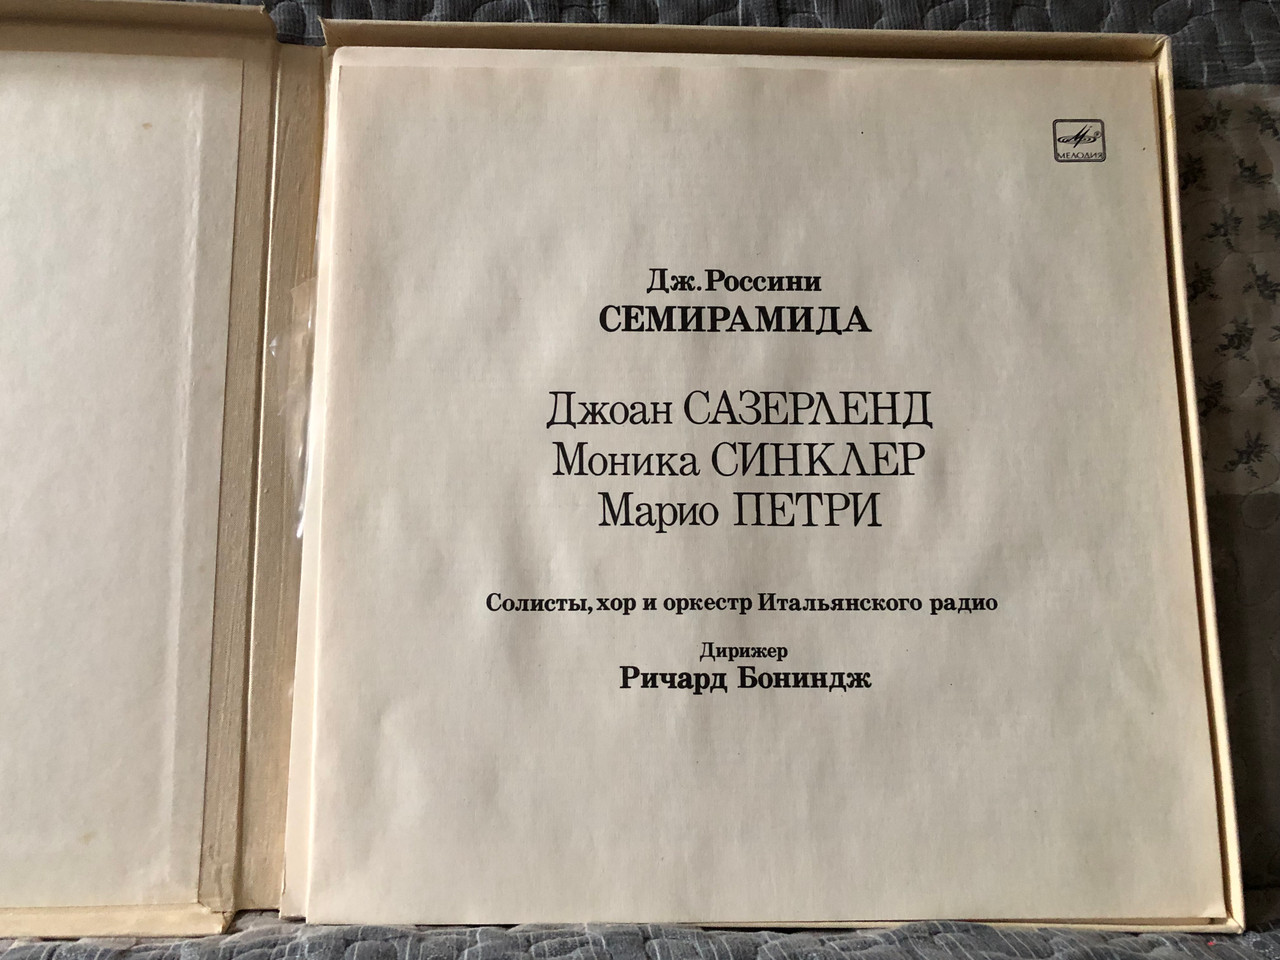 МЕЛОДИЯ
Дж. Россини
СЕМИРАМИДА
Джоан САЗЕРЛЕНД
Моника СИНКЛЕР
Марио ПЕТРИ
Солисты, хор и оркестр Итальянского радио
Дирижер
Ричард Бониндж